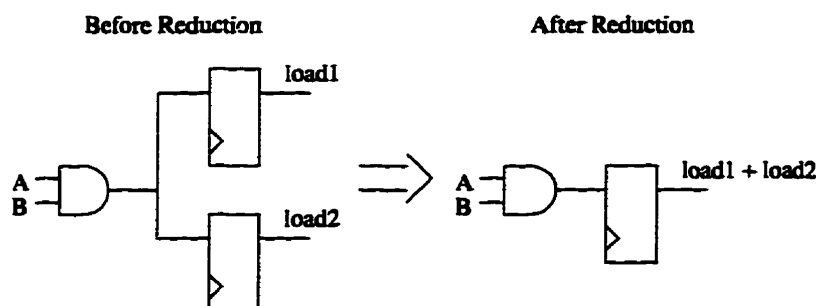 Before Reduction
After Reduction
load1
A
B
load2
A
B
load1 + load2